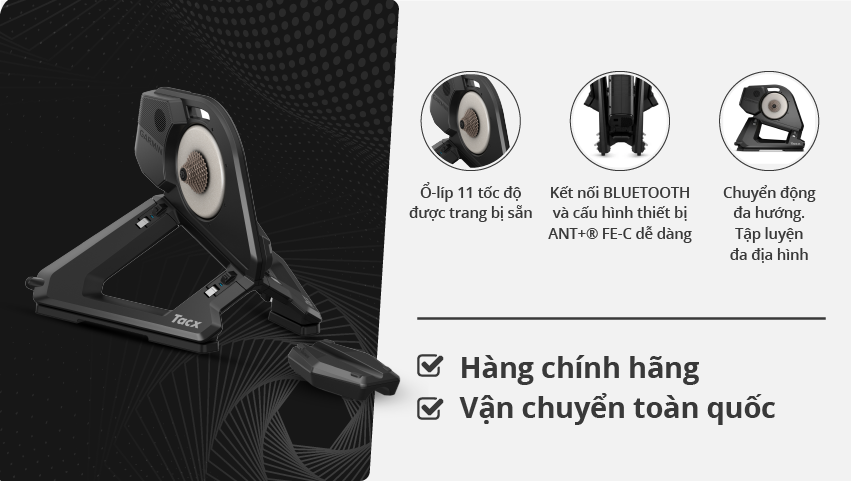 GARMIN
Tacx
Ổ-líp 11 tốc độ
được trang bị sẵn
Kết nối BLUETOOTH
và cấu hình thiết bị
ANT+® FE-C dễ dàng
Chuyển động
đa hướng.
Tập luyện
đa địa hình
Hàng chính hãng
Vận chuyển toàn quốc